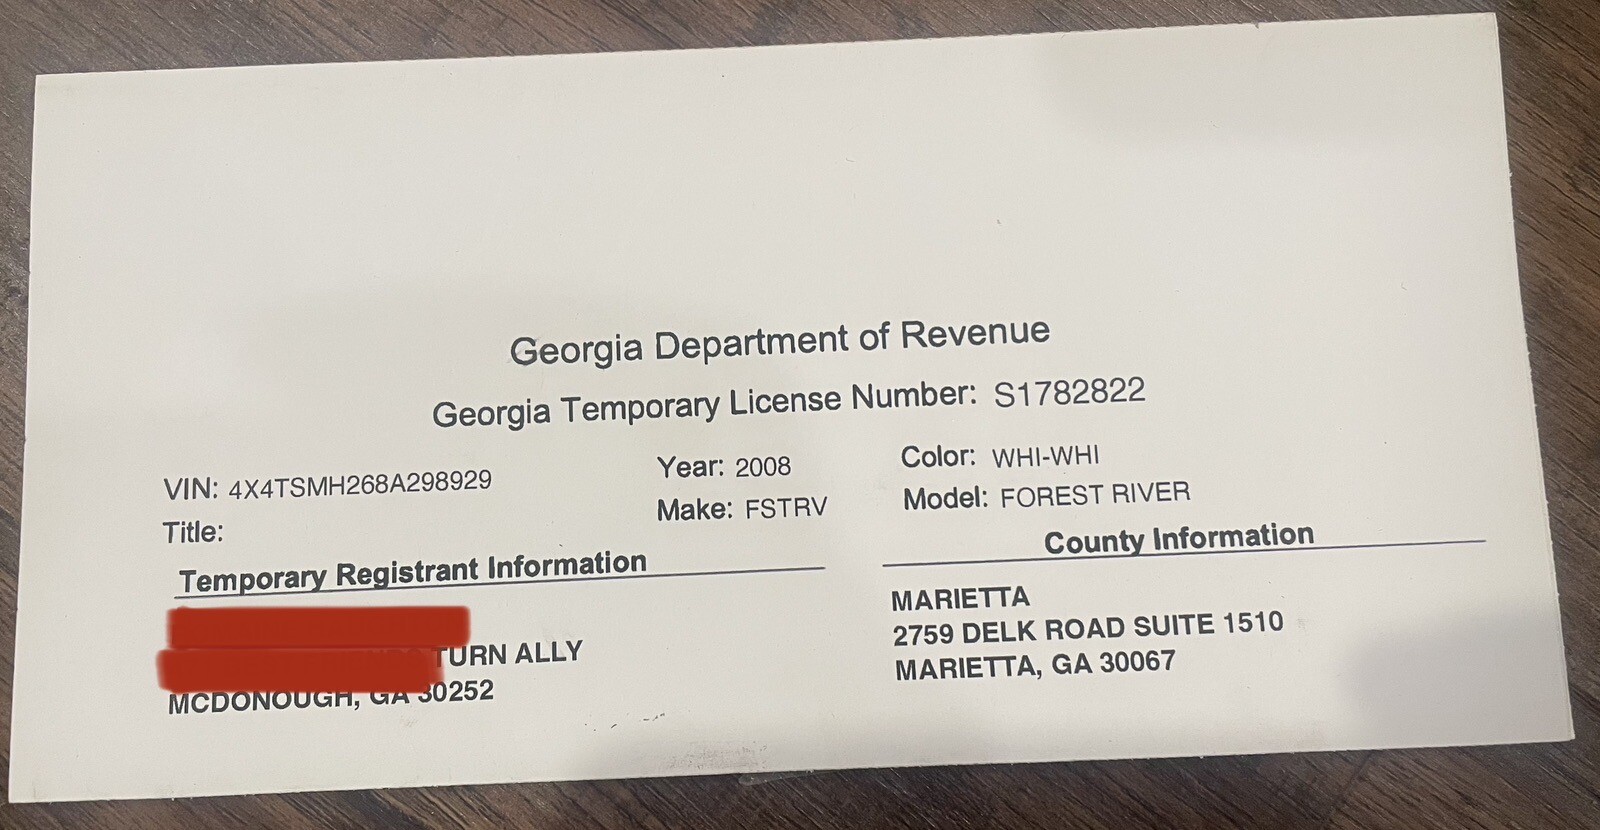 Georgia Department of Revenue
Georgia Temporary License Number: S1782822
VIN: 4X4TSMH268A298929 Year: 2008 Color: WHI-WHI
Title: Make: FSTRV Model: FOREST RIVER
Temporary Registrant Information
TURN ALLY
MCDONOUGH, GA 30252
County Information
MARIETTA
2759 DELK ROAD SUITE 1510
MARIETTA, GA 30067